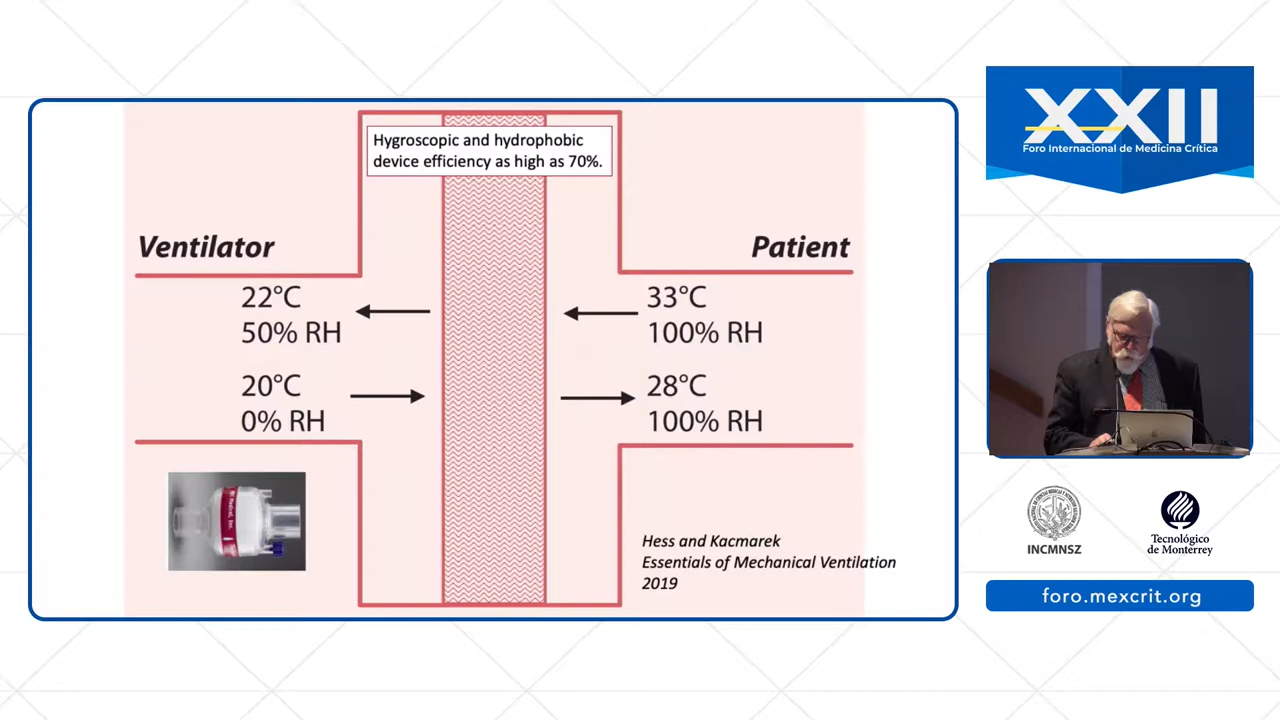 Hygroscopic and hydrophobic
device efficiency as high as 70%.
Ventilator
Patient
22°C
50% RH
33°C
100% RH
20°C
0% RH
28°C
100% RH
Hess and Kacmarek
Essentials of Mechanical Ventilation
2019
XXII
Foro Internacional de Medicina Crítica
INCMNSZ
Tecnológico
de Monterrey
foro.mexcrit.org